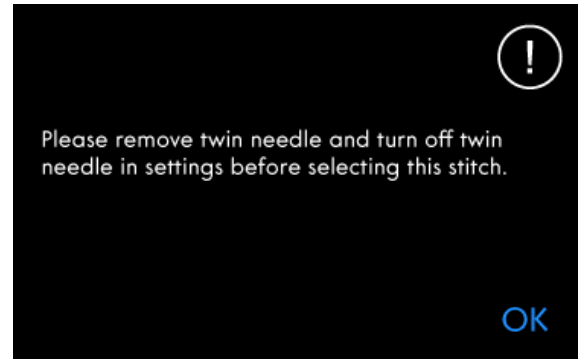 !
Please remove twin needle and turn off twin
needle in settings before selecting this stitch.
OK